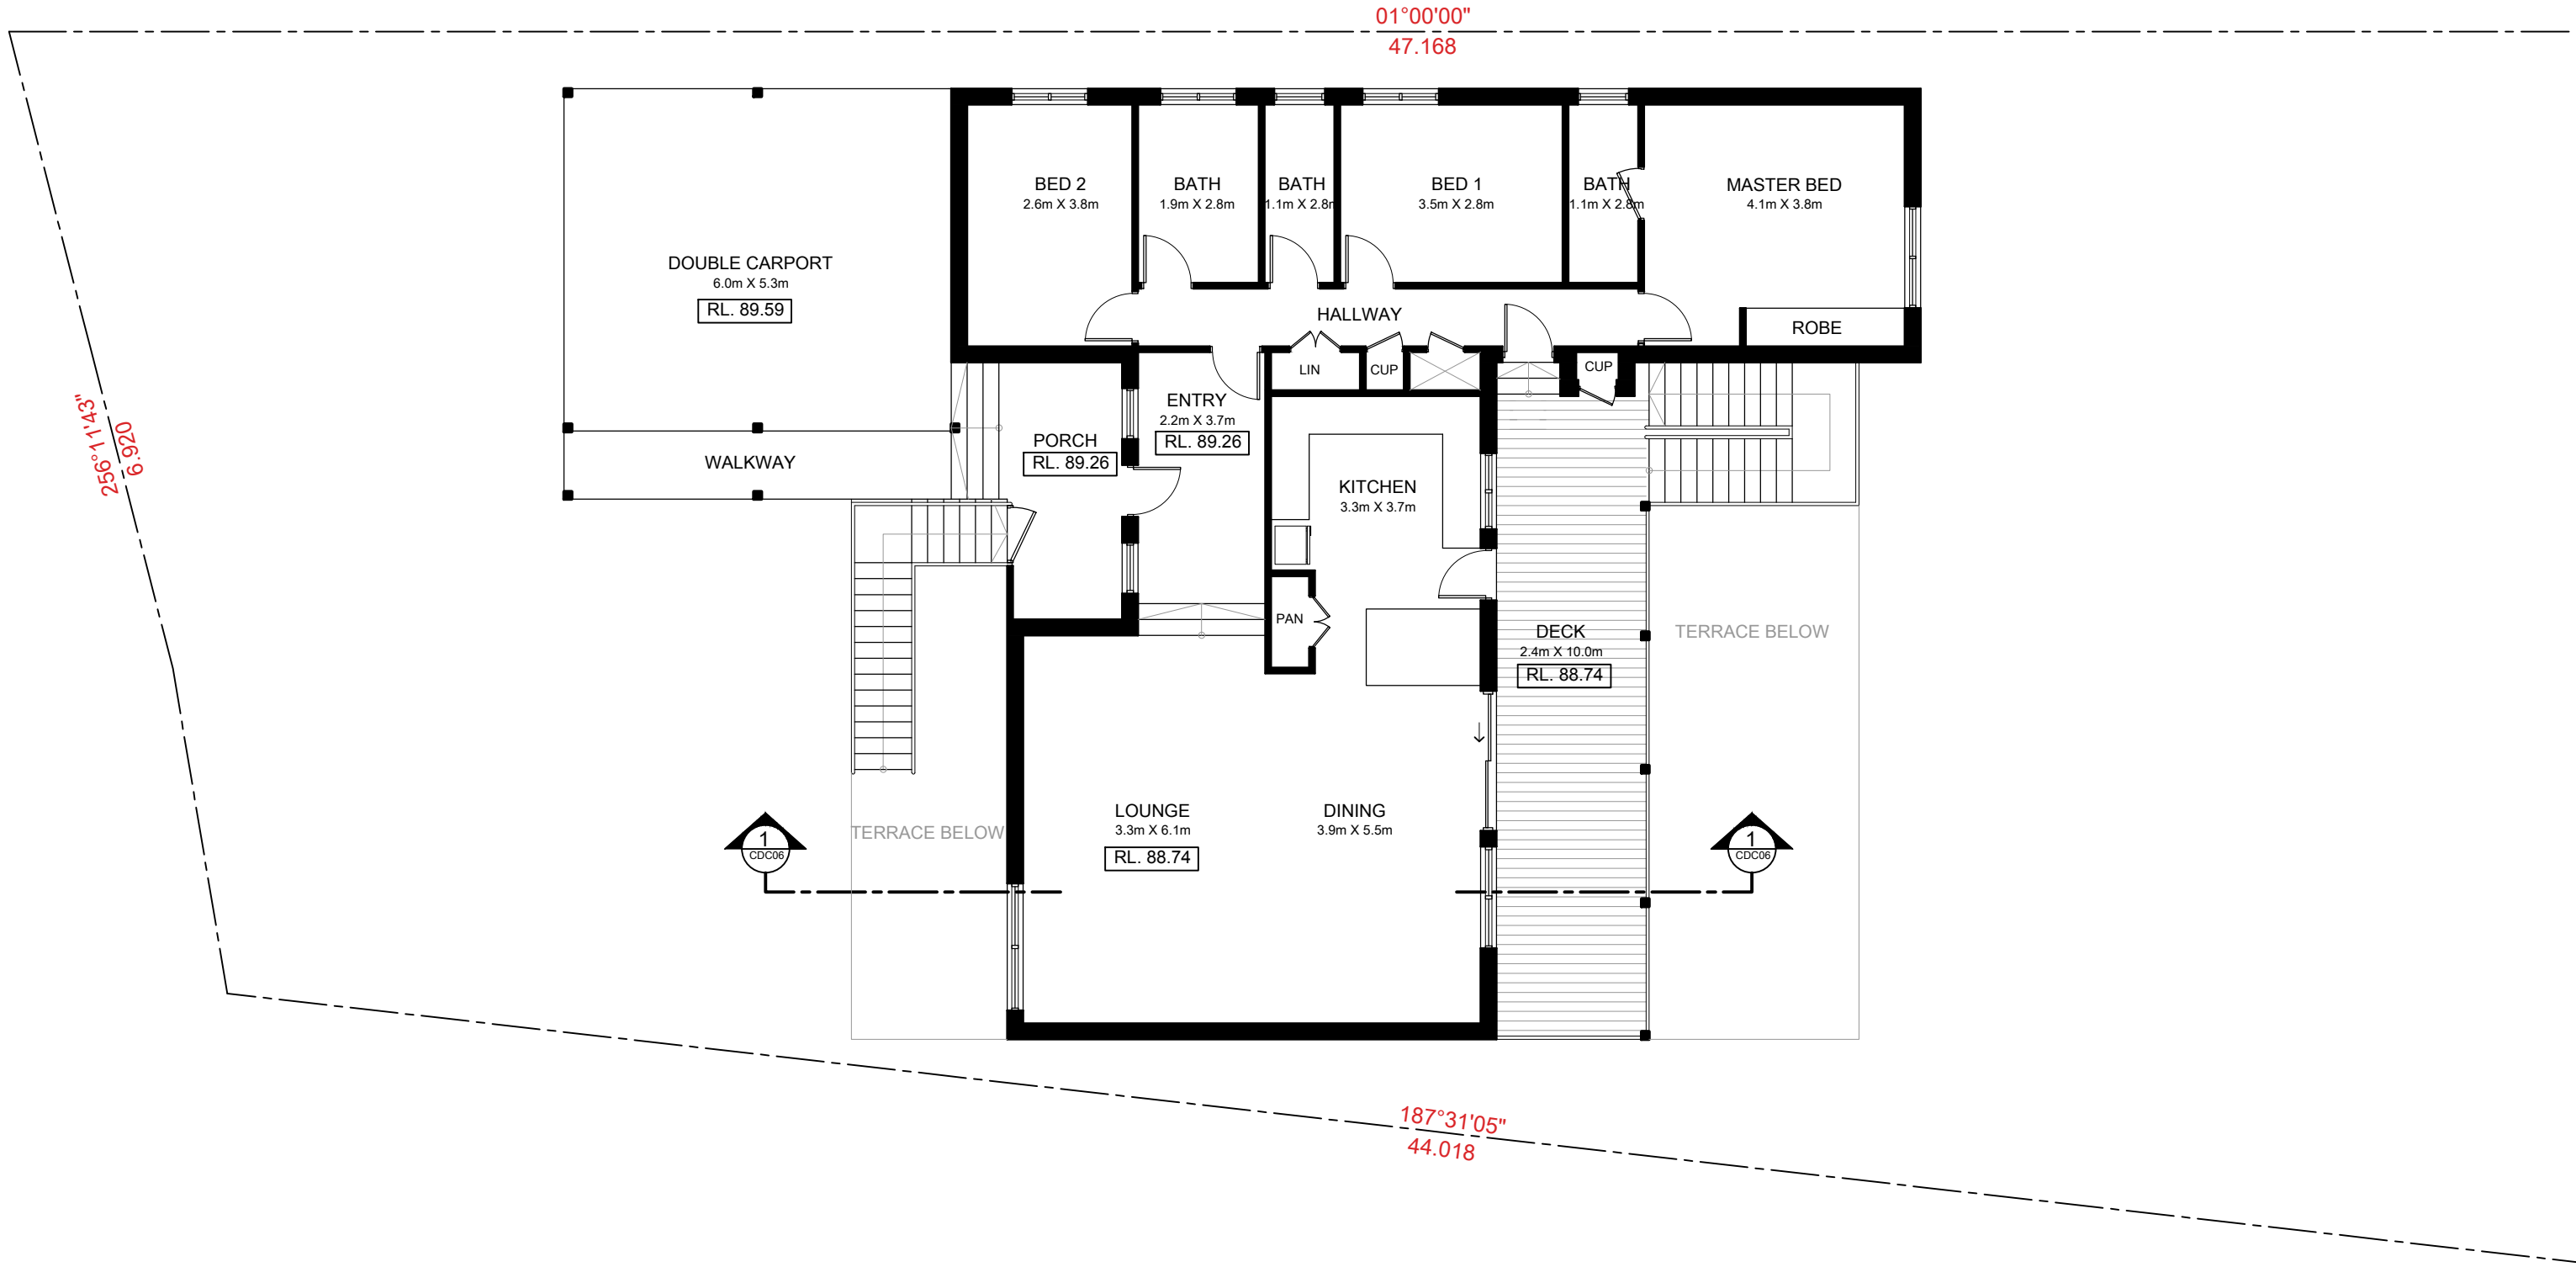 01°00'00"
47.168
BED 2
2.6m X 3.8m
BATH
1.9m X 2.8m
BATH
1.1m X 2.8m
BED 1
3.5m X 2.8m
BATH
1.1m X 2.8m
MASTER BED
4.1m X 3.8m
DOUBLE CARPORT
6.0m X 5.3m
RL. 89.59
HALLWAY
ROBE
LIN
CUP
CUP
ENTRY
2.2m X 3.7m
RL. 89.26
PORCH
RL. 89.26
WALKWAY
256°11'43"
6.920
KITCHEN
3.3m X 3.7m
PAN
DECK
2.4m X 10.0m
RL. 88.74
TERRACE BELOW
LOUNGE
3.3m X 6.1m
RL. 88.74
DINING
3.9m X 5.5m
TERRACE BELOW
1
CDC06
1
CDC06
187°31'05"
44.018